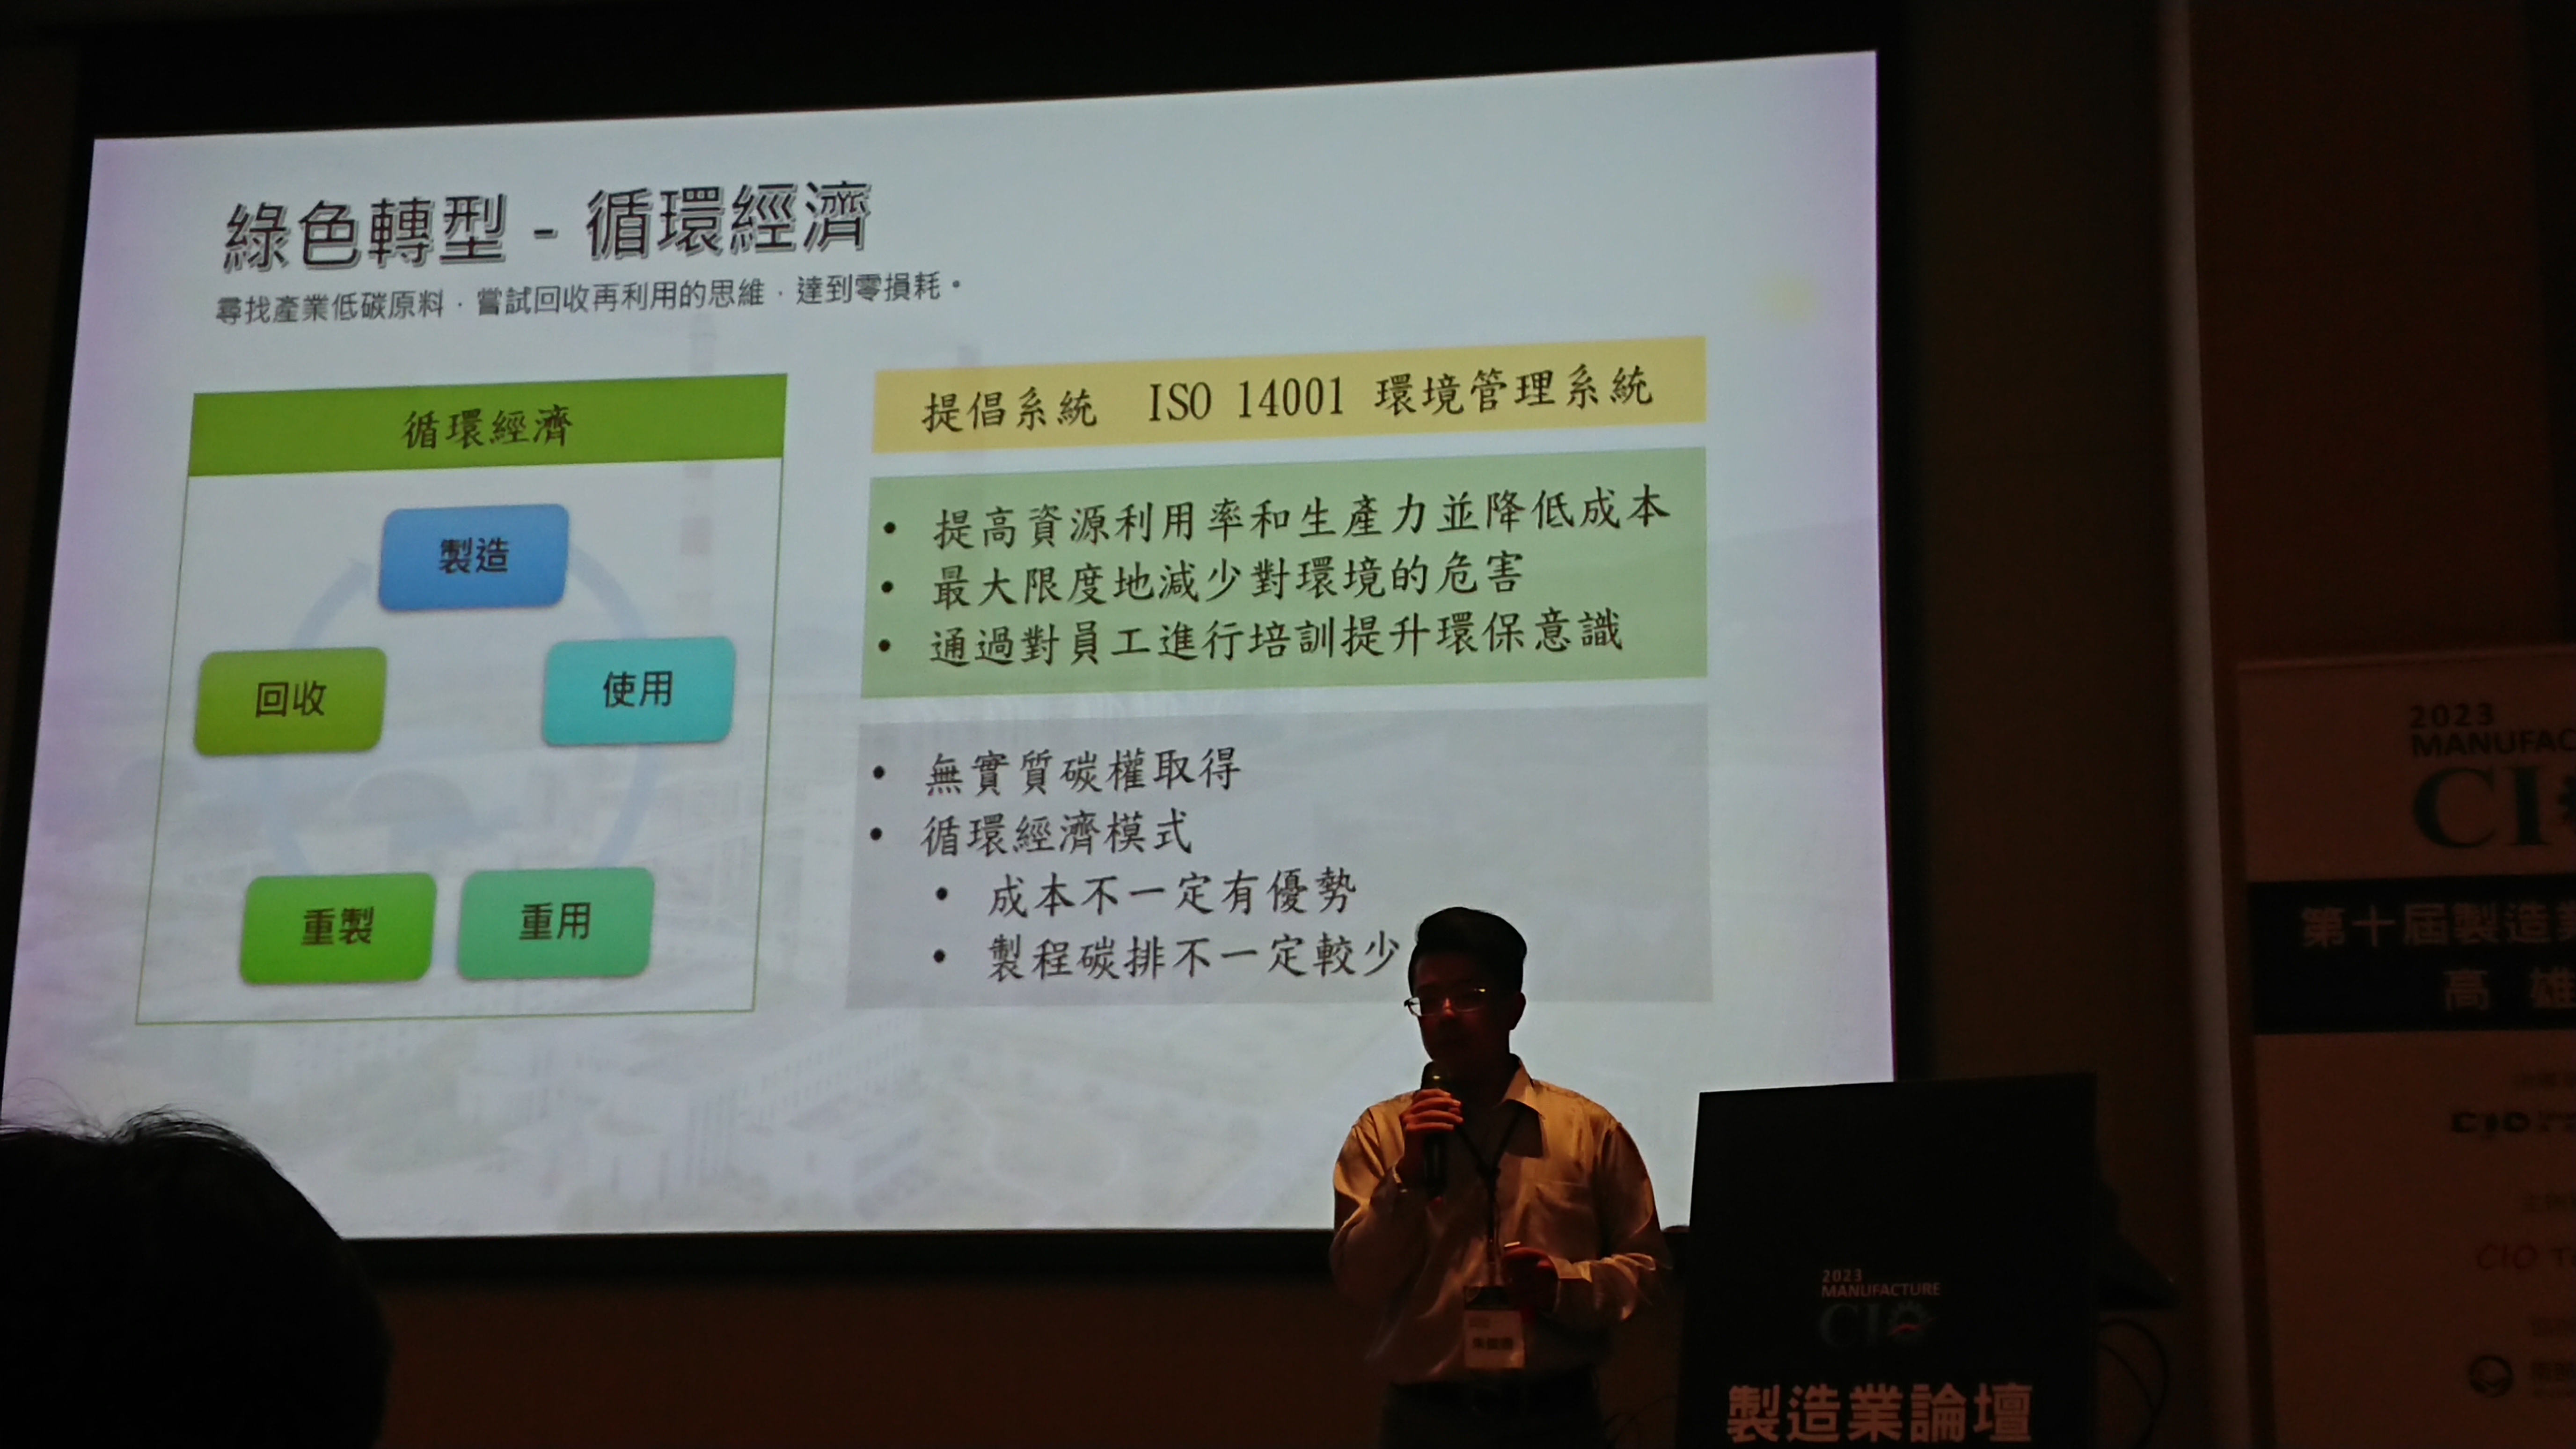 綠色轉型 - 循環經濟
尋找產業低碳原料，嘗試回收再利用的思維，達到零損耗。
循環經濟
製造
回收
使用
重製
重用
提倡系統 ISO 14001 環境管理系統
• 提高資源利用率和生產力並降低成本
• 最大限度地減少對環境的危害
• 通過對員工進行培訓提升環保意識
• 無實質碳權取得
• 循環經濟模式
• 成本不一定有優勢
• 製程碳排不一定較少
2023
MANUFACTURE
CIO
製造業論壇
2023
MANUFAC
CI
第十屆製造業
高雄
CIO